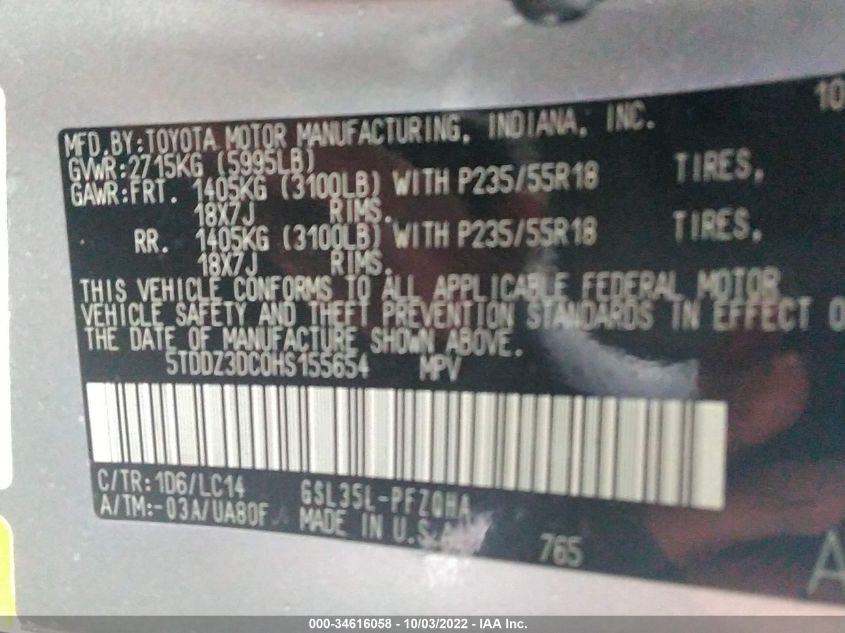 10
MFD.BY:TOYOTA MOTOR MANUFACTURING, INDIANA, INC.
GVWR:2715KG (5995LB)
GAWR:FRT. 1405KG (3100LB) WITH P235/55R18 TIRES,
18X7J RIMS.
RR. 1405KG (3100LB) WITH P235/55R18 TIRES,
18X7J RIMS.
THIS VEHICLE CONFORMS TO ALL APPLICABLE FEDERAL MOTOR
VEHICLE SAFETY AND THEFT PREVENTION STANDARDS IN EFFECT O
THE DATE OF MANUFACTURE SHOWN ABOVE.
5TDDZ3DC0HS155654 MPV
C/TR:1D6/LC14 GSL35L-PFZQHA
A/TM:-03A/UA80F MADE IN U.S.A
765
A
000-34616058 - 10/03/2022 - IAA Inc.